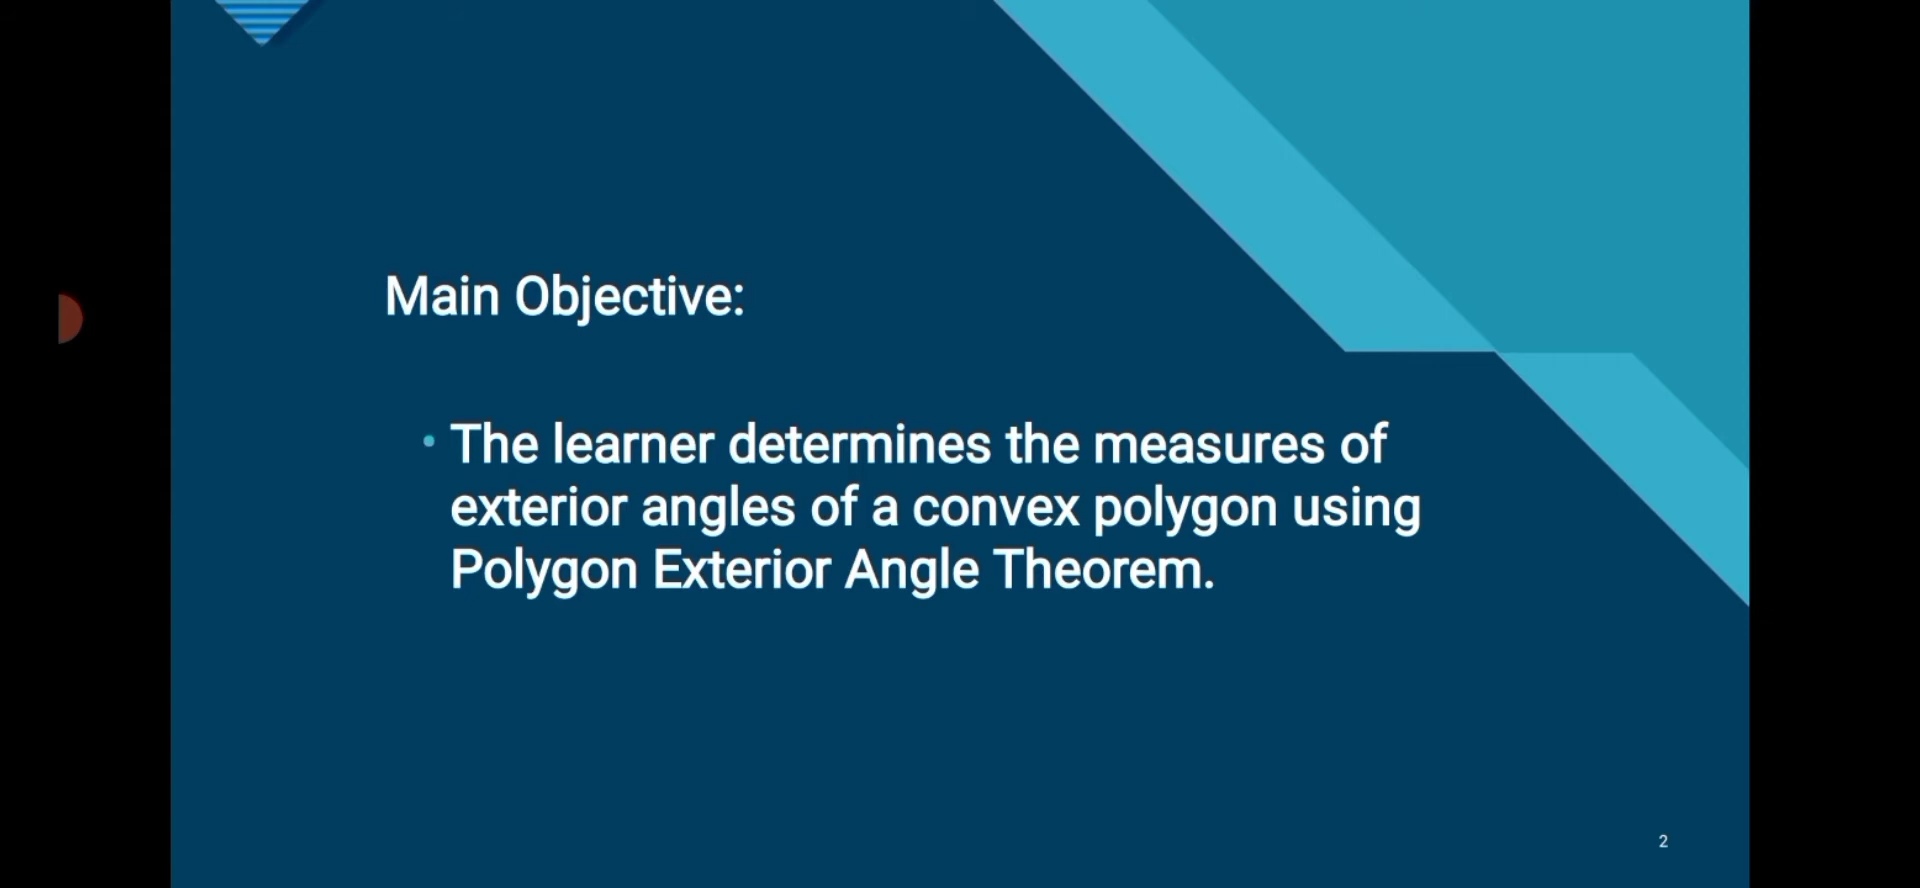 Main Objective:
• The learner determines the measures of
exterior angles of a convex polygon using
Polygon Exterior Angle Theorem.
2